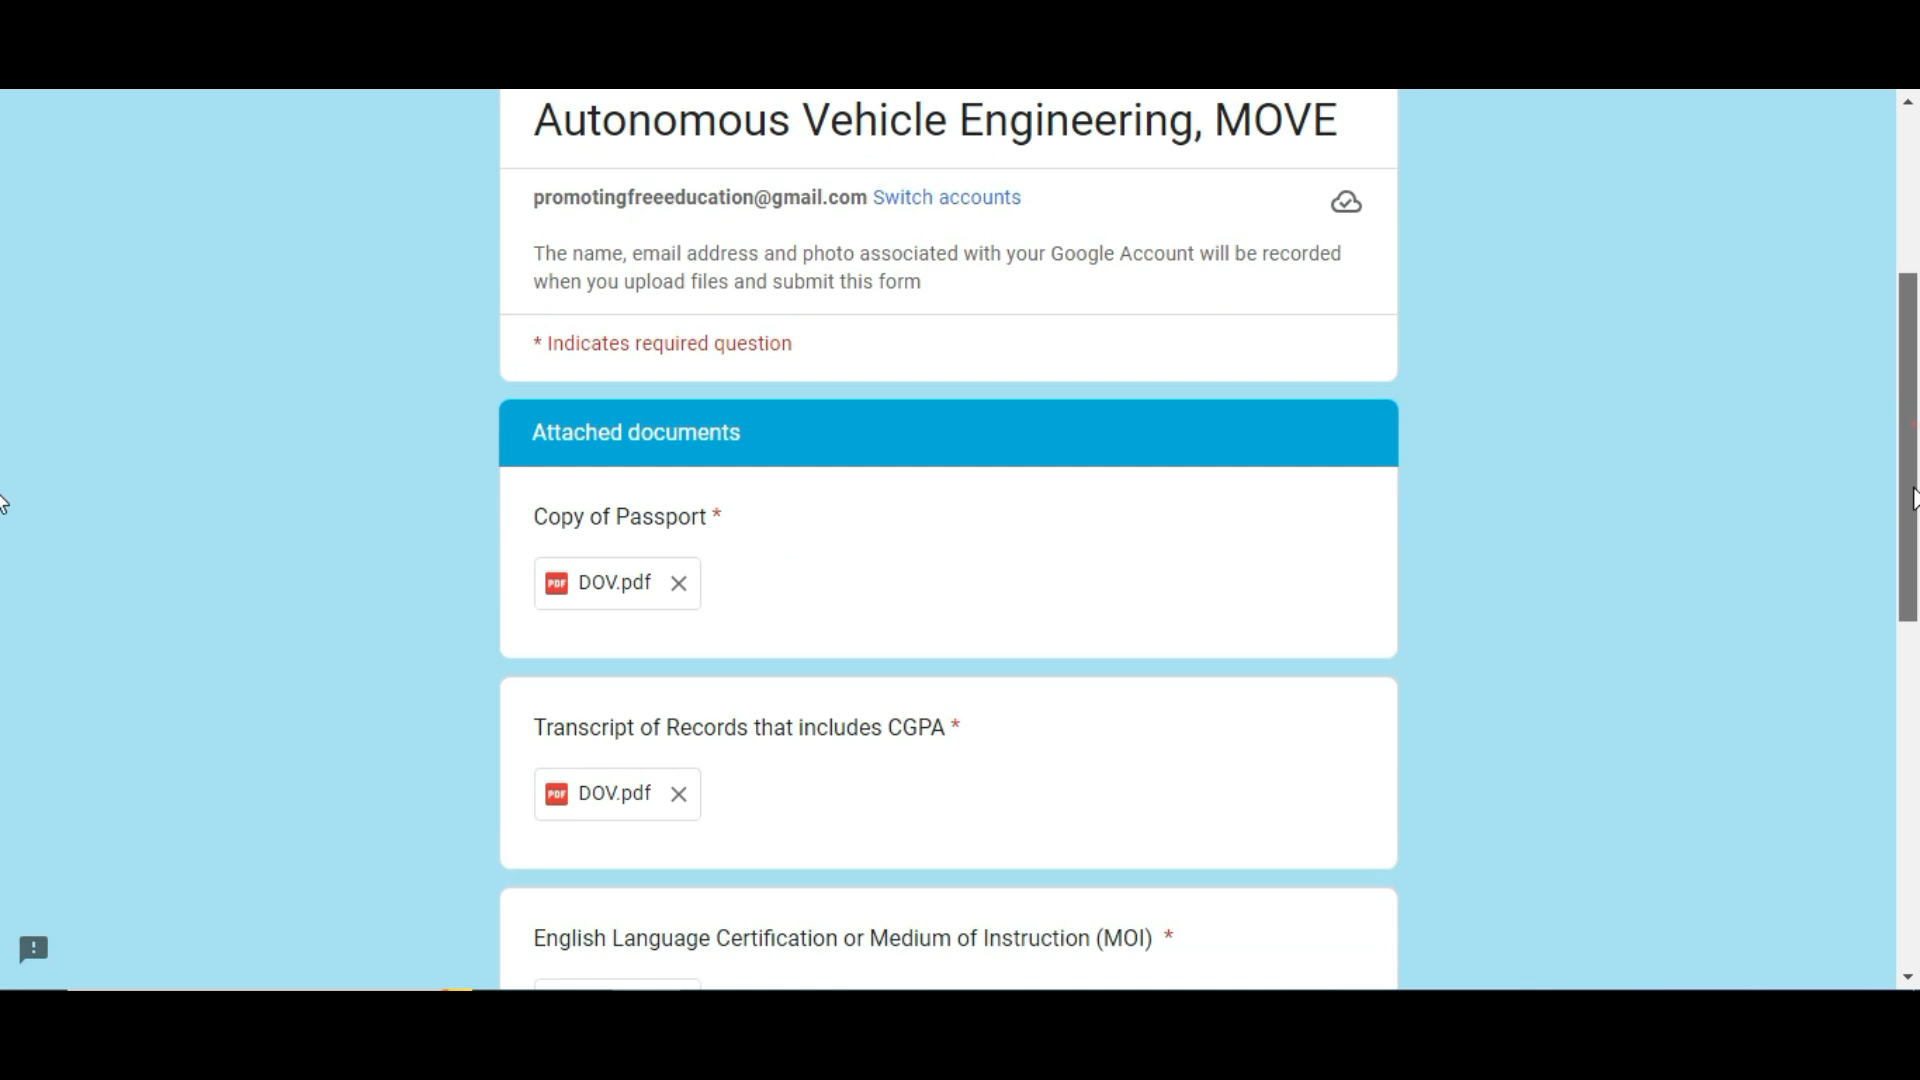 Autonomous Vehicle Engineering, MOVE
promotingfreeeducation@gmail.com Switch accounts
The name, email address and photo associated with your Google Account will be recorded
when you upload files and submit this form
* Indicates required question
Attached documents
Copy of Passport *
PDF DOV.pdf
Transcript of Records that includes CGPA *
PDF DOV.pdf
English Language Certification or Medium of Instruction (MOI) *